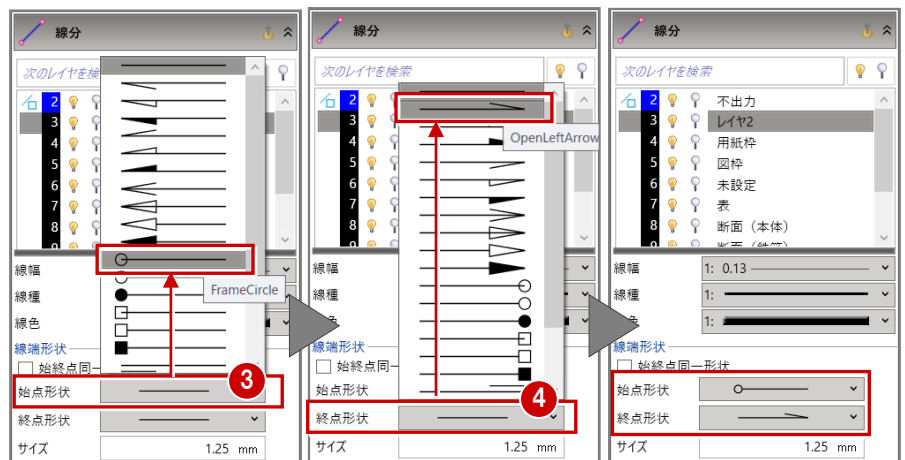 線分
次のレイヤを検
2
3
4
5
6
7
8
線幅
線種
線色
線端形状
始終点同一
始点形状
終点形状
サイズ 1.25 mm
FrameCircle
3
線分
次のレイヤを検索
2
3
4
5
6
7
8
線幅
線種
線端形状
始終点同一
始点形状
終点形状
サイズ 1.25 mm
OpenLeftArrow
4
線分
次のレイヤを検索
2 不出力
3 レイヤ2
4 用紙枠
5 図枠
6 未設定
7 表
8 断面（本体）
線幅 1: 0.13
線種 1:
色 1:
線端形状
始終点同一形状
始点形状
終点形状
サイズ 1.25 mm